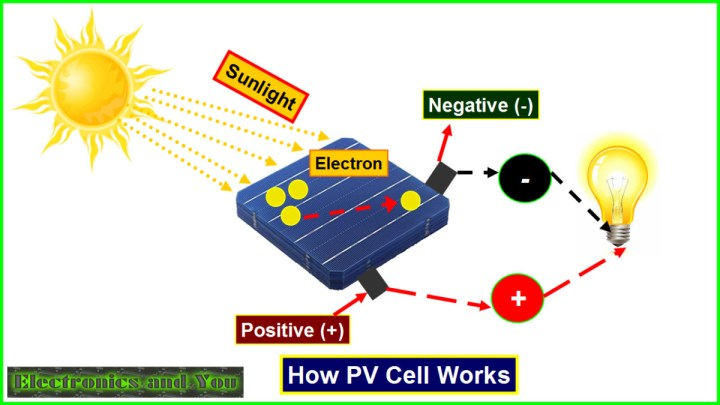 Sunlight
Negative (-)
Electron
-
+
Positive (+)
How PV Cell Works
Electronics and You